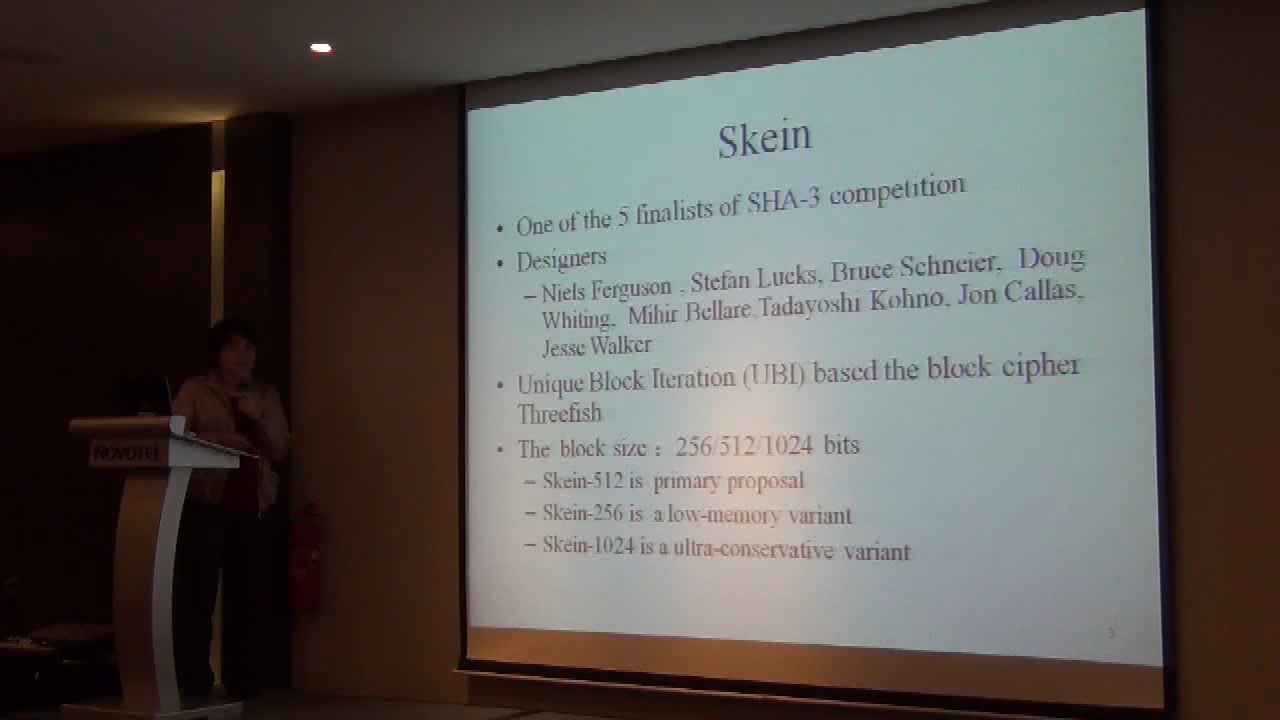 Skein
• One of the 5 finalists of SHA-3 competition
• Designers
– Niels Ferguson , Stefan Lucks, Bruce Schneier, Doug
Whiting, Mihir Bellare,Tadayoshi Kohno, Jon Callas,
Jesse Walker
• Unique Block Iteration (UBI) based the block cipher
Threefish
• The block size : 256/512/1024 bits
– Skein-512 is primary proposal
– Skein-256 is a low-memory variant
– Skein-1024 is a ultra-conservative variant
3
NOVOTEL